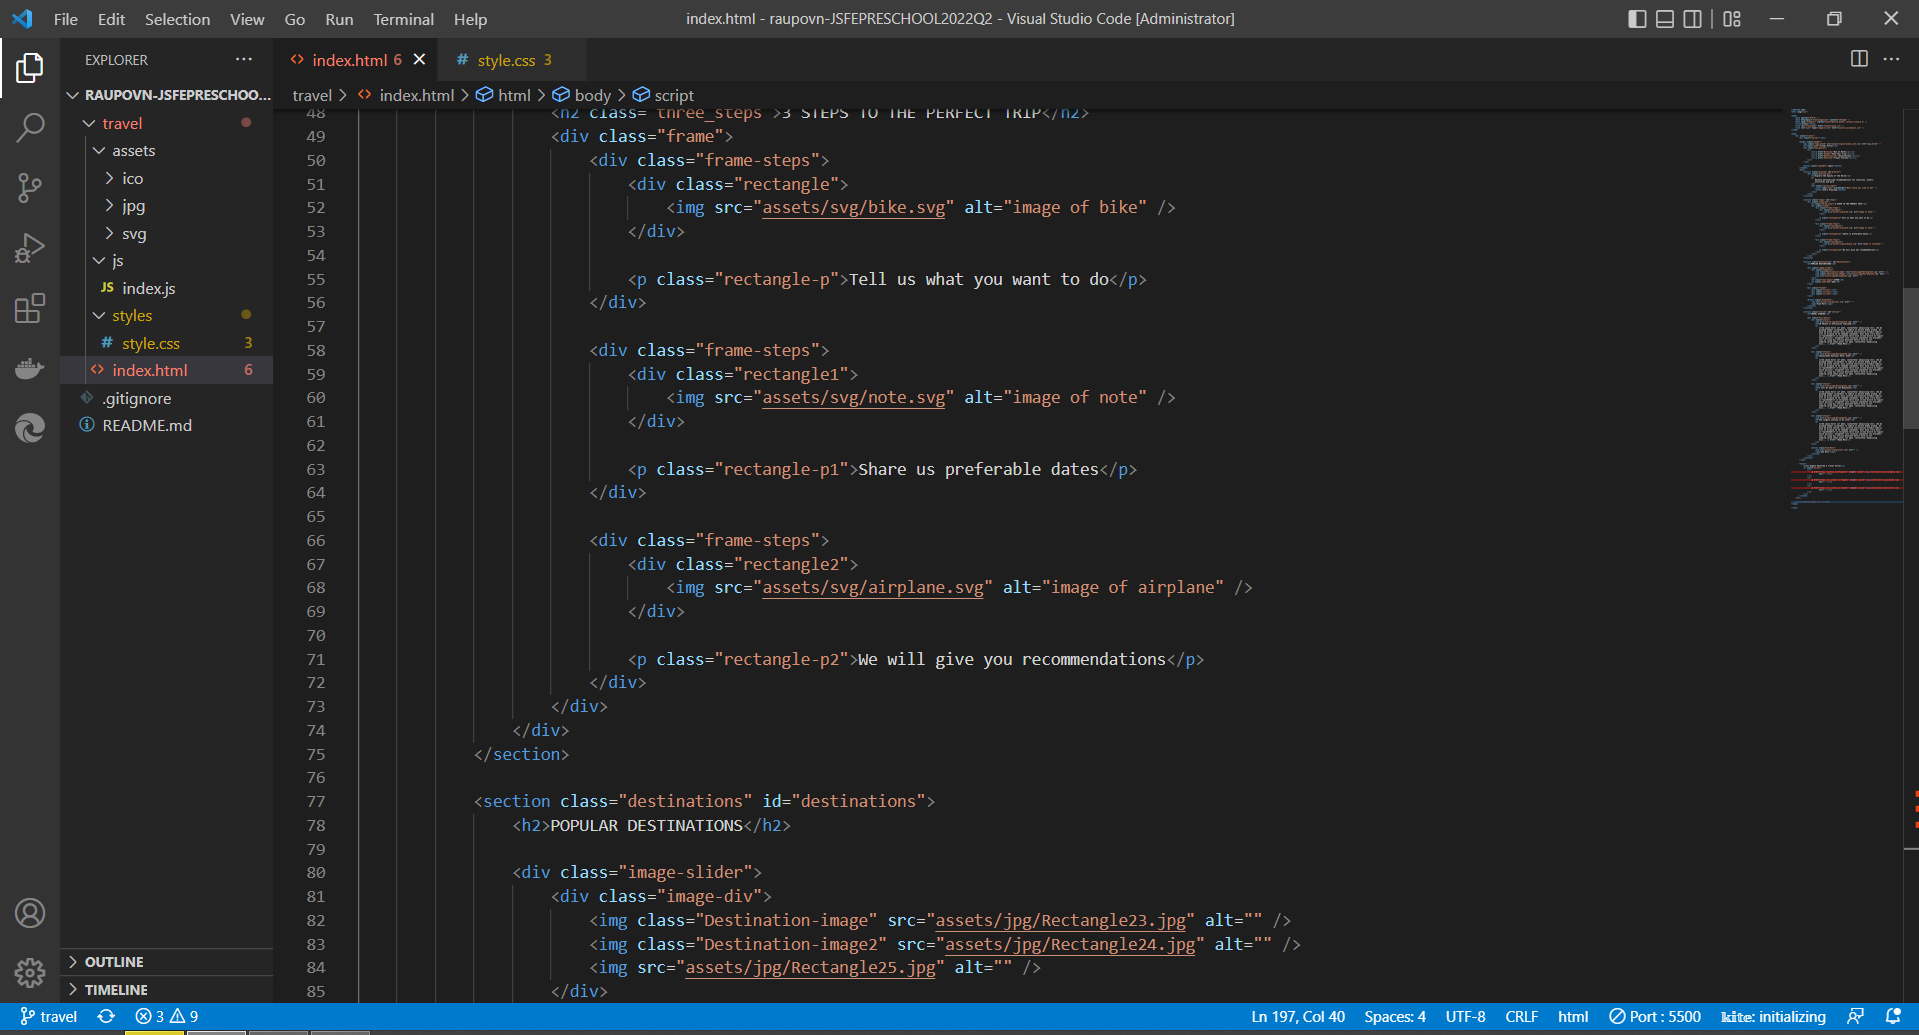 File Edit Selection View Go Run Terminal Help
index.html - raupovn-JSFEPRESCHOOL2022Q2 - Visual Studio Code [Administrator]
EXPLORER ...
RAUPOVN-JSFEPRESCHOO...
travel
assets
ico
jpg
svg
js
JS index.js
styles
# style.css 3
<> index.html 6
.gitignore
README.md
OUTLINE
TIMELINE
<> index.html 6
# style.css 3
travel > <> index.html > html > body > script
48 <h2 class="three_steps">3 STEPS TO THE PERFECT TRIP</h2>
49 <div class="frame">
50 <div class="frame-steps">
51 <div class="rectangle">
52 <img src="assets/svg/bike.svg" alt="image of bike" />
53 </div>
54
55 <p class="rectangle-p">Tell us what you want to do</p>
56 </div>
57
58 <div class="frame-steps">
59 <div class="rectangle1">
60 <img src="assets/svg/note.svg" alt="image of note" />
61 </div>
62
63 <p class="rectangle-p1">Share us preferable dates</p>
64 </div>
65
66 <div class="frame-steps">
67 <div class="rectangle2">
68 <img src="assets/svg/airplane.svg" alt="image of airplane" />
69 </div>
70
71 <p class="rectangle-p2">We will give you recommendations</p>
72 </div>
73 </div>
74 </div>
75 </section>
76
77 <section class="destinations" id="destinations">
78 <h2>POPULAR DESTINATIONS</h2>
79
80 <div class="image-slider">
81 <div class="image-div">
82 <img class="Destination-image" src="assets/jpg/Rectangle23.jpg" alt="" />
83 <img class="Destination-image2" src="assets/jpg/Rectangle24.jpg" alt="" />
84 <img src="assets/jpg/Rectangle25.jpg" alt="" />
85 </div>
travel 3 9 Ln 197, Col 40 Spaces: 4 UTF-8 CRLF html Port : 5500 kite: initializing